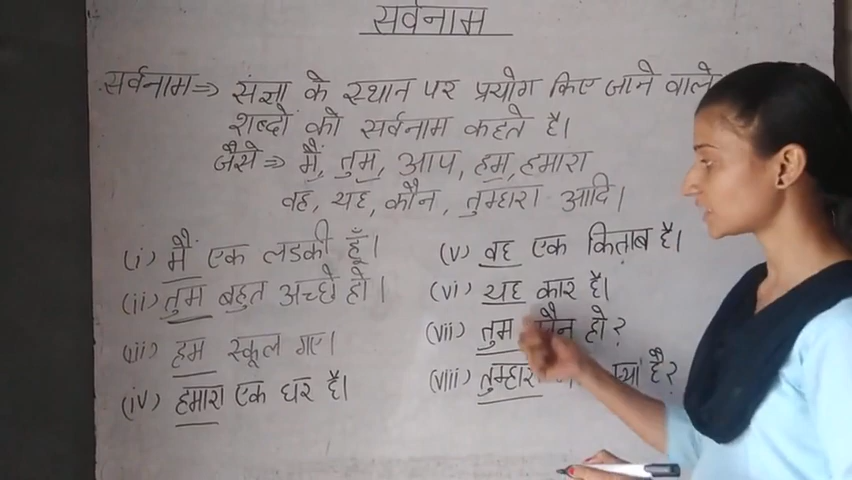 सर्वनाम
सर्वनाम ⇒ संज्ञा के स्थान पर प्रयोग किए जाने वाले
शब्दों को सर्वनाम कहते है।
जैसे ⇒ मैं, तुम, आप, हम, हमारा
वह, यह, कौन, तुम्हारा आदि।
(i) मैं एक लडकी हूँ।
(ii) तुम बहुत अच्छे हो।
(iii) हम स्कूल गए।
(iv) हमारा एक घर है।
(v) वह एक किताब है।
(vi) यह कार है।
(vii) तुम कौन हो?
(viii) तुम्हारा है?